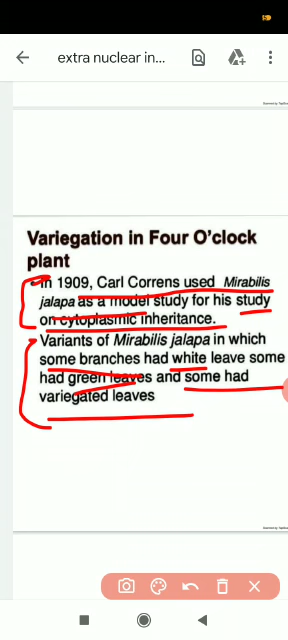 extra nuclear in...
Variegation in Four O'clock
plant
In 1909, Carl Correns used Mirabilis
jalapa as a model study for his study
on cytoplasmic inheritance.
Variants of Mirabilis jalapa in which
some branches had white leave some
had green leaves and some had
variegated leaves